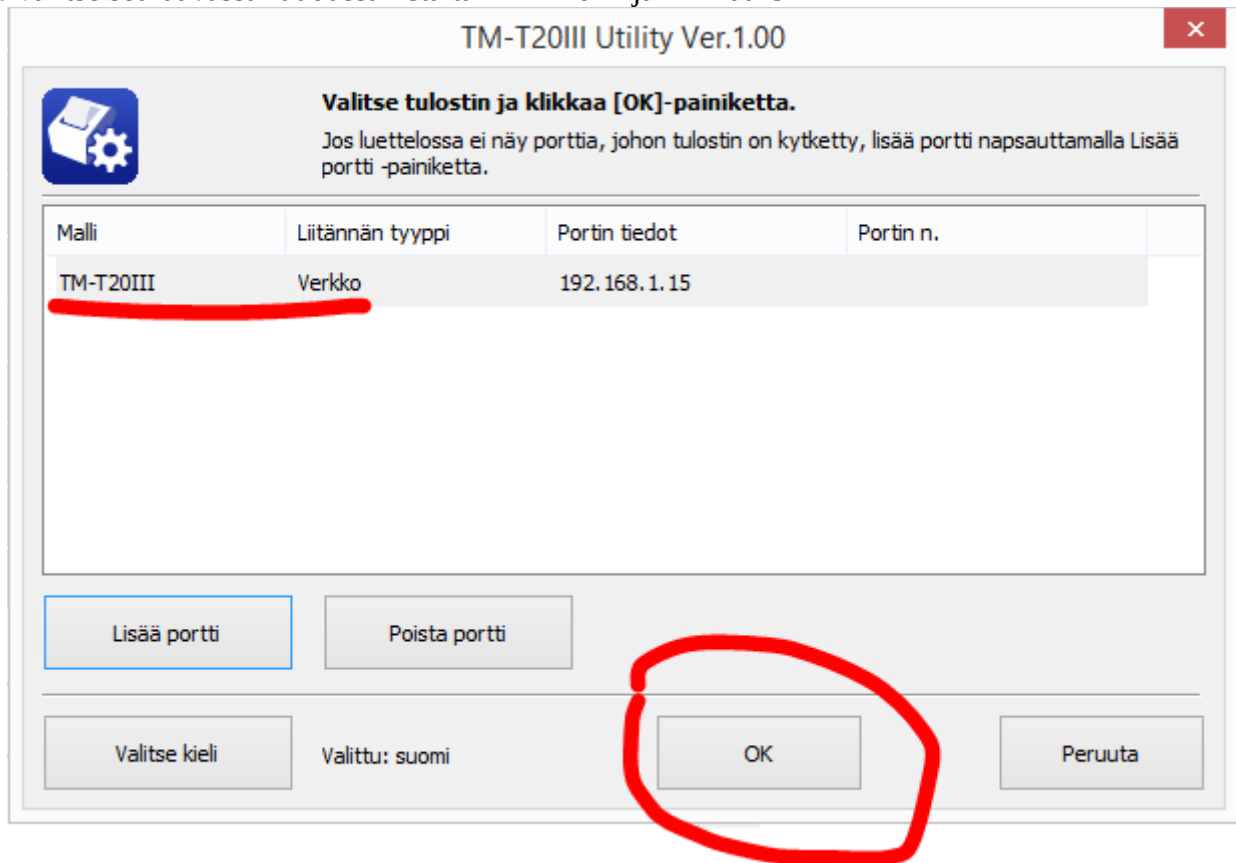 TM-T20III Utility Ver.1.00
Valitse tulostin ja klikkaa [OK]-painiketta.
Jos luettelossa ei näy porttia, johon tulostin on kytketty, lisää portti napsauttamalla Lisää
portti -painiketta.
Malli Liitännän tyyppi Portin tiedot Portin n.
TM-T20III Verkko 192.168.1.15
Lisää portti Poista portti
Valitse kieli Valittu: suomi OK Peruuta